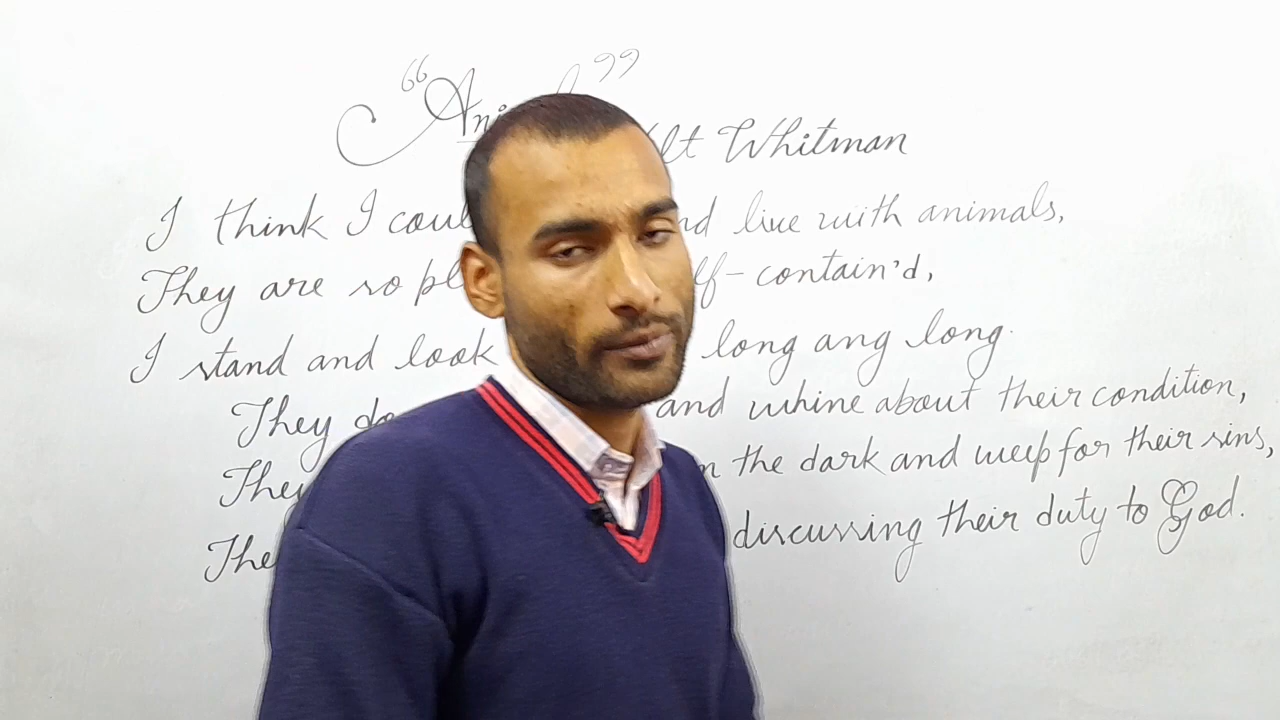 "Ani
lt Whitman
I think I coul nd live with animals,
They are so pl lf-contain'd,
I stand and look long ang long.
They do and whine about their condition,
They n the dark and weep for their sins,
The discussing their duty to God.